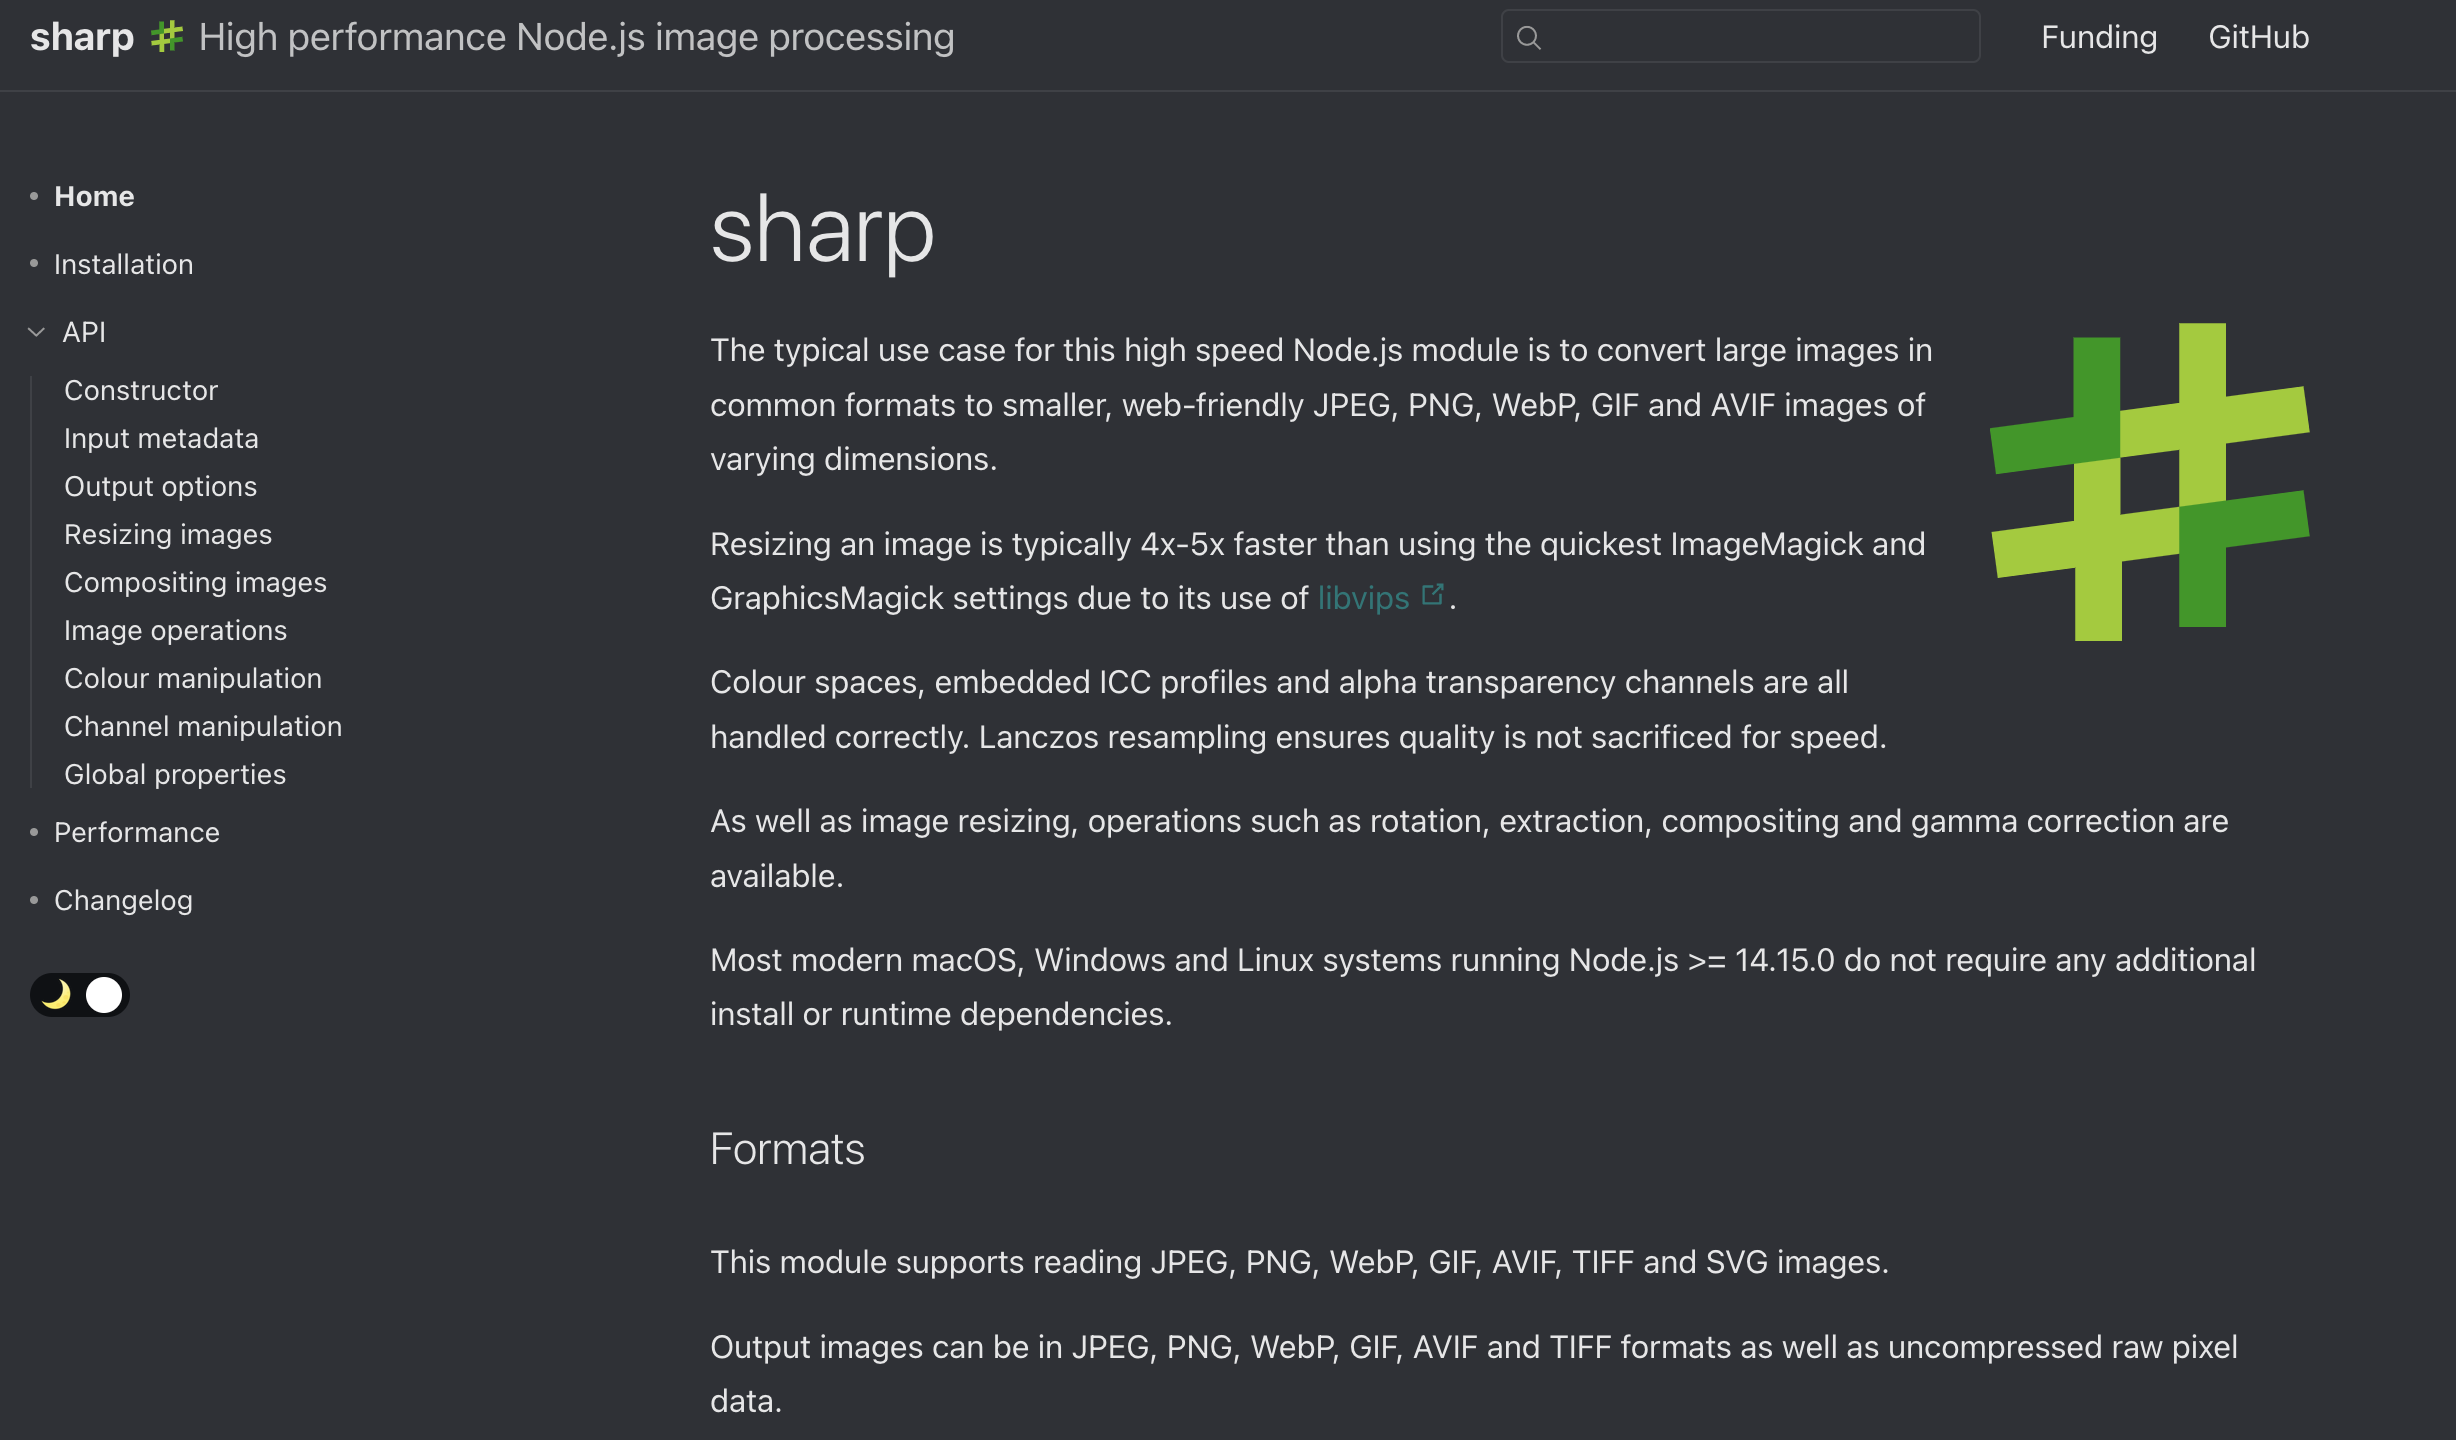 sharp High performance Node.js image processing
Funding
GitHub
Home
Installation
API
Constructor
Input metadata
Output options
Resizing images
Compositing images
Image operations
Colour manipulation
Channel manipulation
Global properties
Performance
Changelog
sharp
The typical use case for this high speed Node.js module is to convert large images in
common formats to smaller, web-friendly JPEG, PNG, WebP, GIF and AVIF images of
varying dimensions.
Resizing an image is typically 4x-5x faster than using the quickest ImageMagick and
GraphicsMagick settings due to its use of libvips .
Colour spaces, embedded ICC profiles and alpha transparency channels are all
handled correctly. Lanczos resampling ensures quality is not sacrificed for speed.
As well as image resizing, operations such as rotation, extraction, compositing and gamma correction are
available.
Most modern macOS, Windows and Linux systems running Node.js >= 14.15.0 do not require any additional
install or runtime dependencies.
Formats
This module supports reading JPEG, PNG, WebP, GIF, AVIF, TIFF and SVG images.
Output images can be in JPEG, PNG, WebP, GIF, AVIF and TIFF formats as well as uncompressed raw pixel
data.